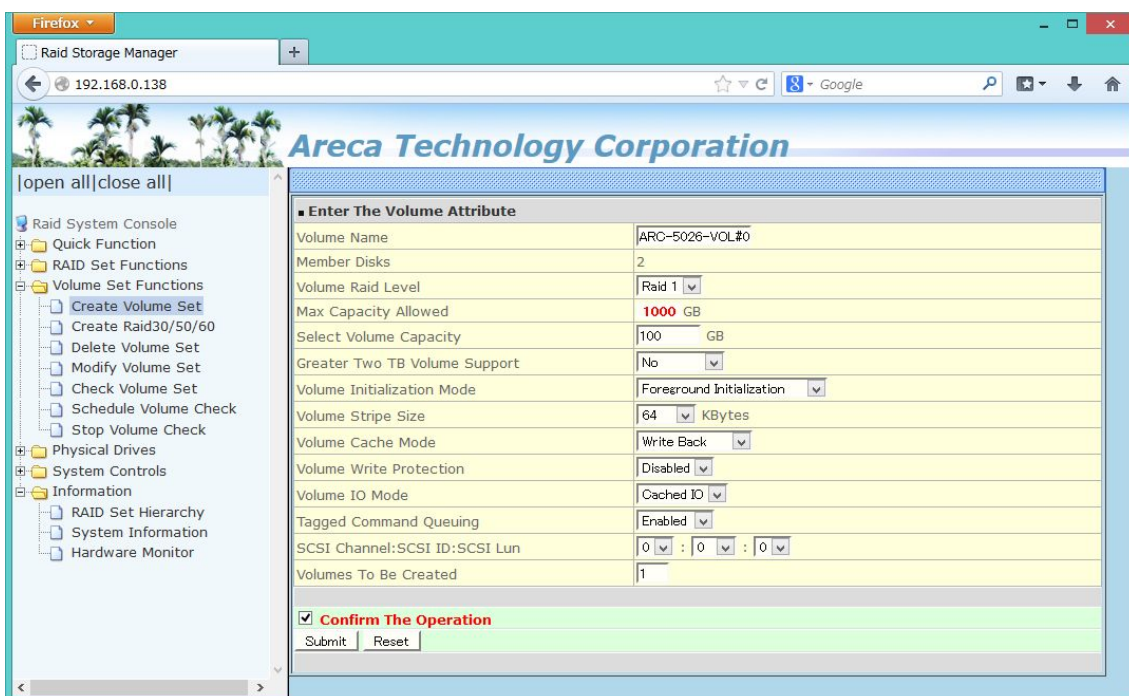 Firefox
Raid Storage Manager
192.168.0.138
Google
Areca Technology Corporation
|open all|close all|
Raid System Console
Quick Function
RAID Set Functions
Volume Set Functions
Create Volume Set
Create Raid30/50/60
Delete Volume Set
Modify Volume Set
Check Volume Set
Schedule Volume Check
Stop Volume Check
Physical Drives
System Controls
Information
RAID Set Hierarchy
System Information
Hardware Monitor
Enter The Volume Attribute
Volume Name ARC-5026-VOL#0
Member Disks 2
Volume Raid Level Raid 1
Max Capacity Allowed 1000 GB
Select Volume Capacity 100 GB
Greater Two TB Volume Support No
Volume Initialization Mode Foreground Initialization
Volume Stripe Size 64 KBytes
Volume Cache Mode Write Back
Volume Write Protection Disabled
Volume IO Mode Cached IO
Tagged Command Queuing Enabled
SCSI Channel:SCSI ID:SCSI Lun 0 : 0 : 0
Volumes To Be Created 1
Confirm The Operation
Submit Reset